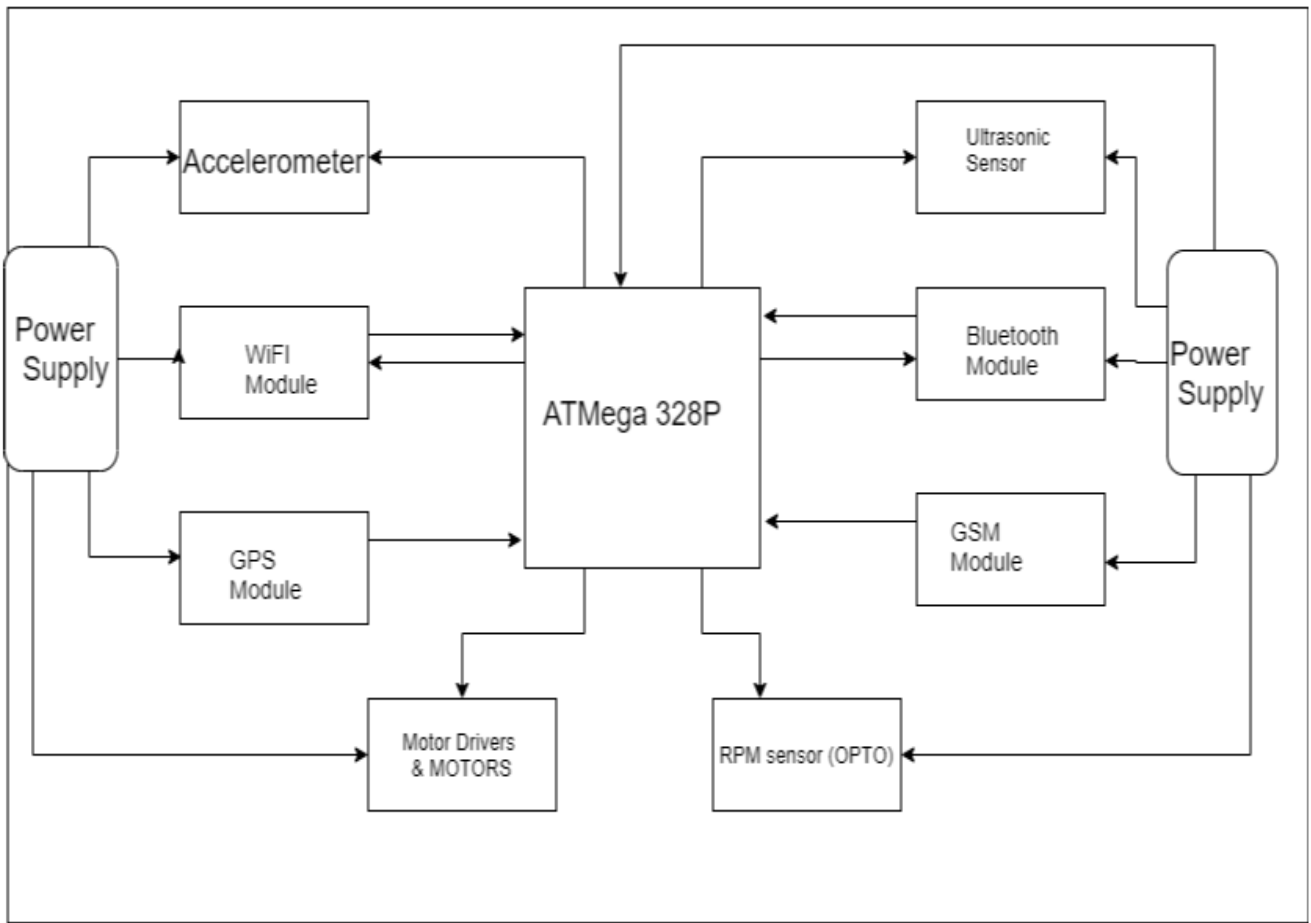 Accelerometer
Ultrasonic
Sensor
Power
Supply
WiFI
Module
ATMega 328P
Bluetooth
Module
Power
Supply
GPS
Module
GSM
Module
Motor Drivers
& MOTORS
RPM sensor (OPTO)